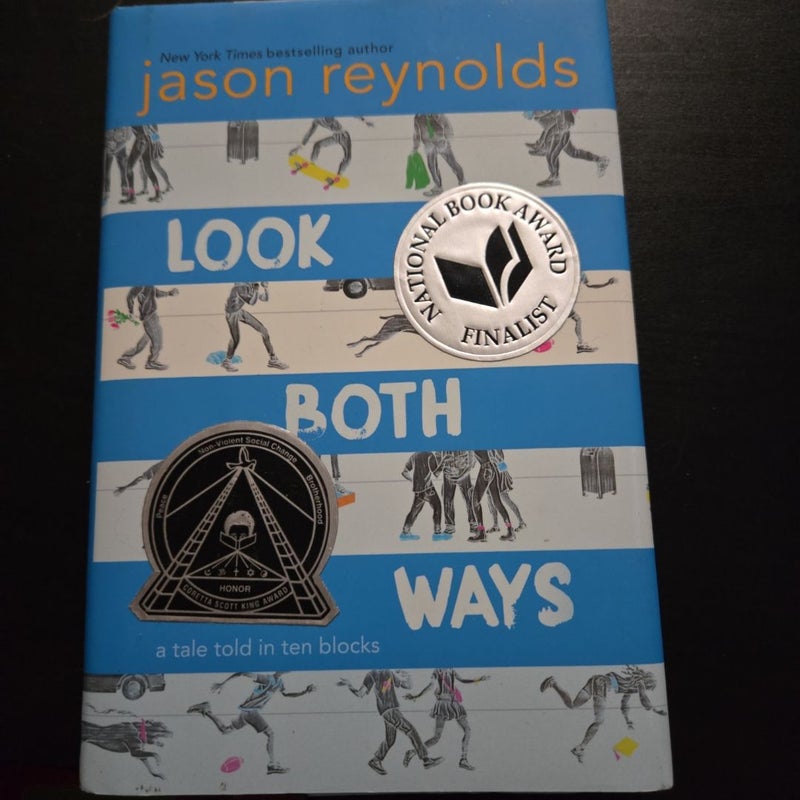 New York Times bestselling author
jason reynolds
LOOK
NATIONAL BOOK AWARD
FINALIST
BOTH
Peace
Non-Violent Social Change
Brotherhood
HONOR
CORETTA SCOTT KING AWARD
WAYS
a tale told in ten blocks